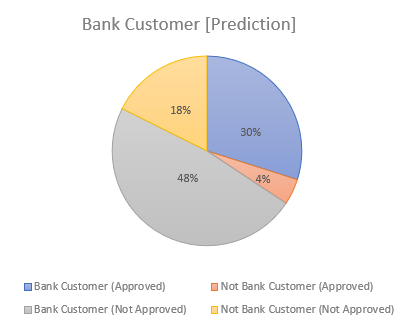 Bank Customer [Prediction]
18%
30%
4%
48%
Bank Customer (Approved) Not Bank Customer (Approved)
Bank Customer (Not Approved) Not Bank Customer (Not Approved)